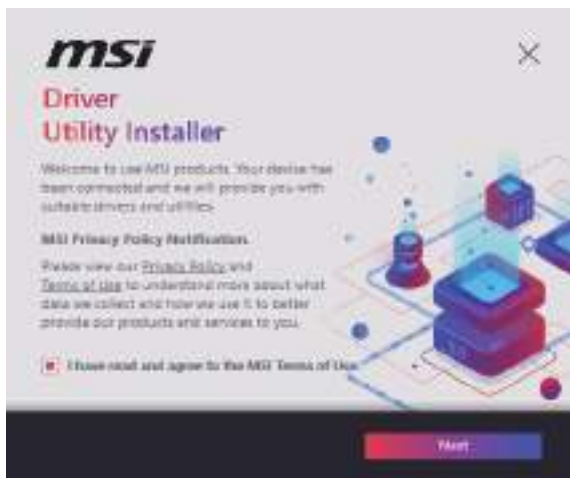 msi
Driver
Utility Installer
Welcome to use MSI products. Your device has
been connected and we will provide you with
suitable drivers and utilities.
MSI Privacy Policy Notification.
Please view our Privacy Policy and
Terms of Use to understand more about what
data we collect and how we use it to better
provide our products and services to you.
I have read and agree to the MSI Terms of Use.
Next